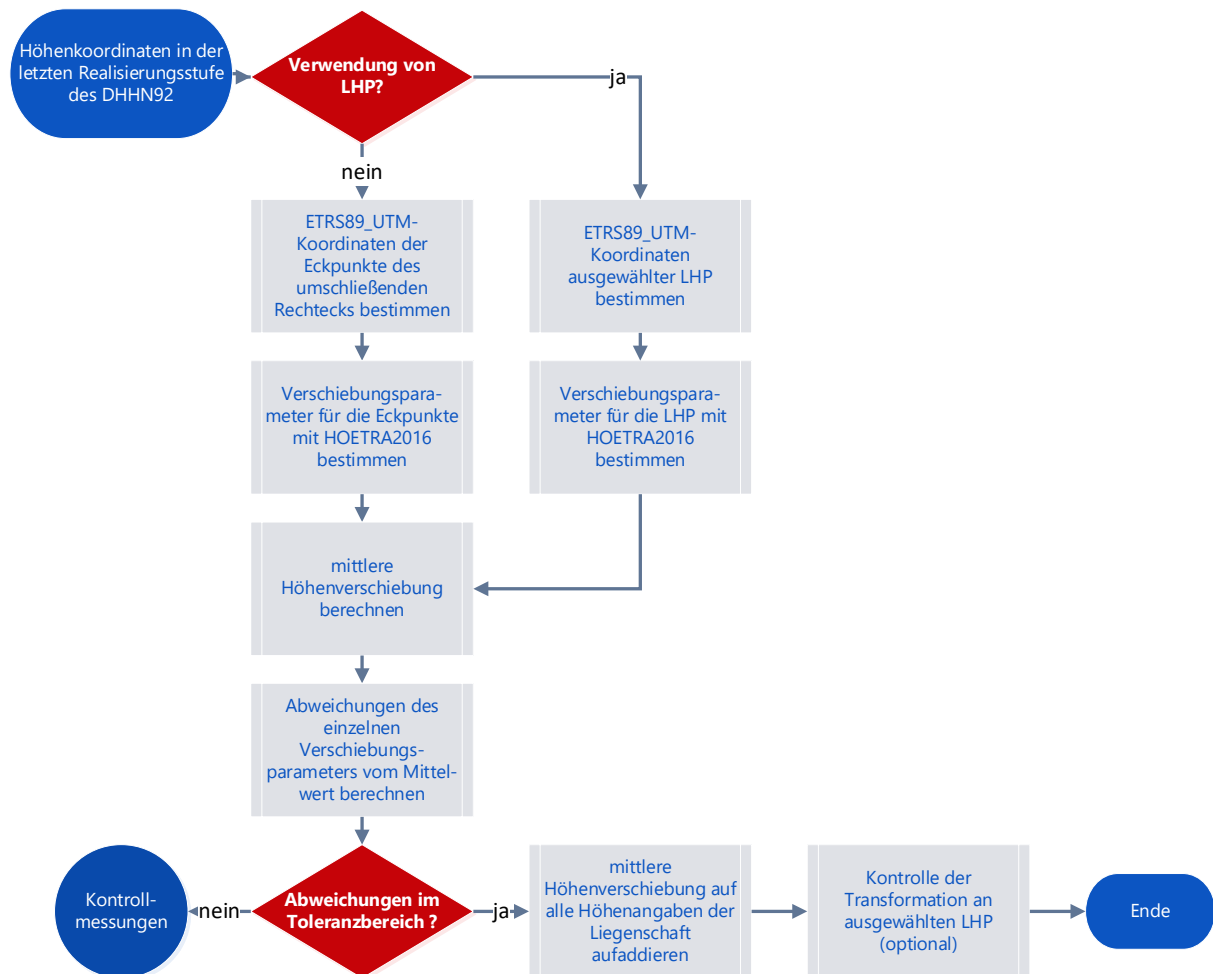 Höhenkoordinaten in der
letzten Realisierungsstufe
des DHHN92
Verwendung von
LHP?
ja
nein
ETRS89_UTM-
Koordinaten der
Eckpunkte des
umschließenden
Rechtecks bestimmen
ETRS89_UTM-
Koordinaten
ausgewählter LHP
bestimmen
Verschiebungspara-
meter für die Eckpunkte
mit HOETRA2016
bestimmen
Verschiebungspara-
meter für die LHP mit
HOETRA2016
bestimmen
mittlere
Höhenverschiebung
berechnen
Abweichungen des
einzelnen
Verschiebungs-
parameters vom Mittel-
wert berechnen
Kontroll-
messungen
nein
Abweichungen im
Toleranzbereich ?
ja
mittlere
Höhenverschiebung auf
alle Höhenangaben der
Liegenschaft
aufaddieren
Kontrolle der
Transformation an
ausgewählten LHP
(optional)
Ende